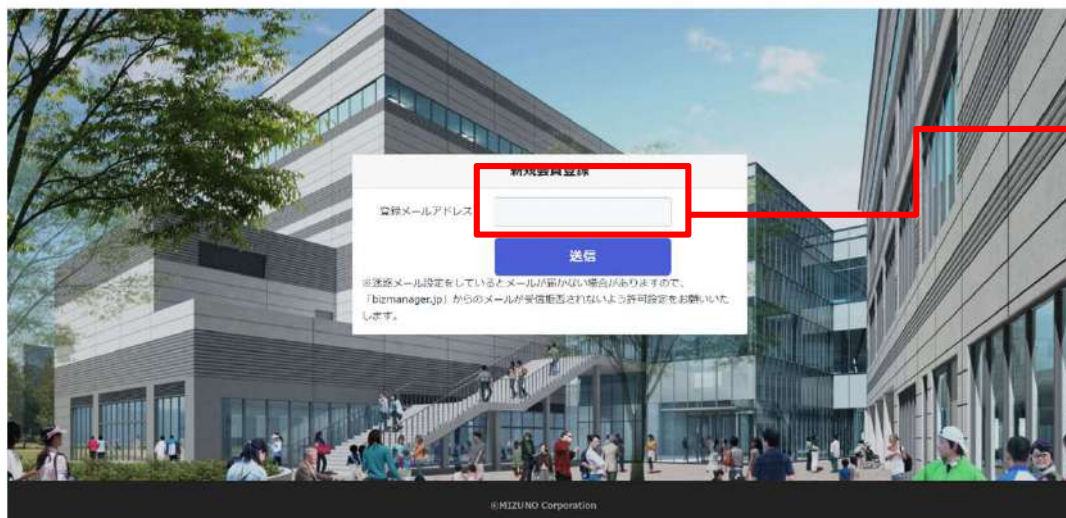 新規会員登録
登録メールアドレス
送信
※迷惑メール設定をしているとメールが届かない場合がありますので、
「bizmanager.jp」からのメールが受信拒否されないよう許可設定をお願いいた
します。
©MIZUNO Corporation